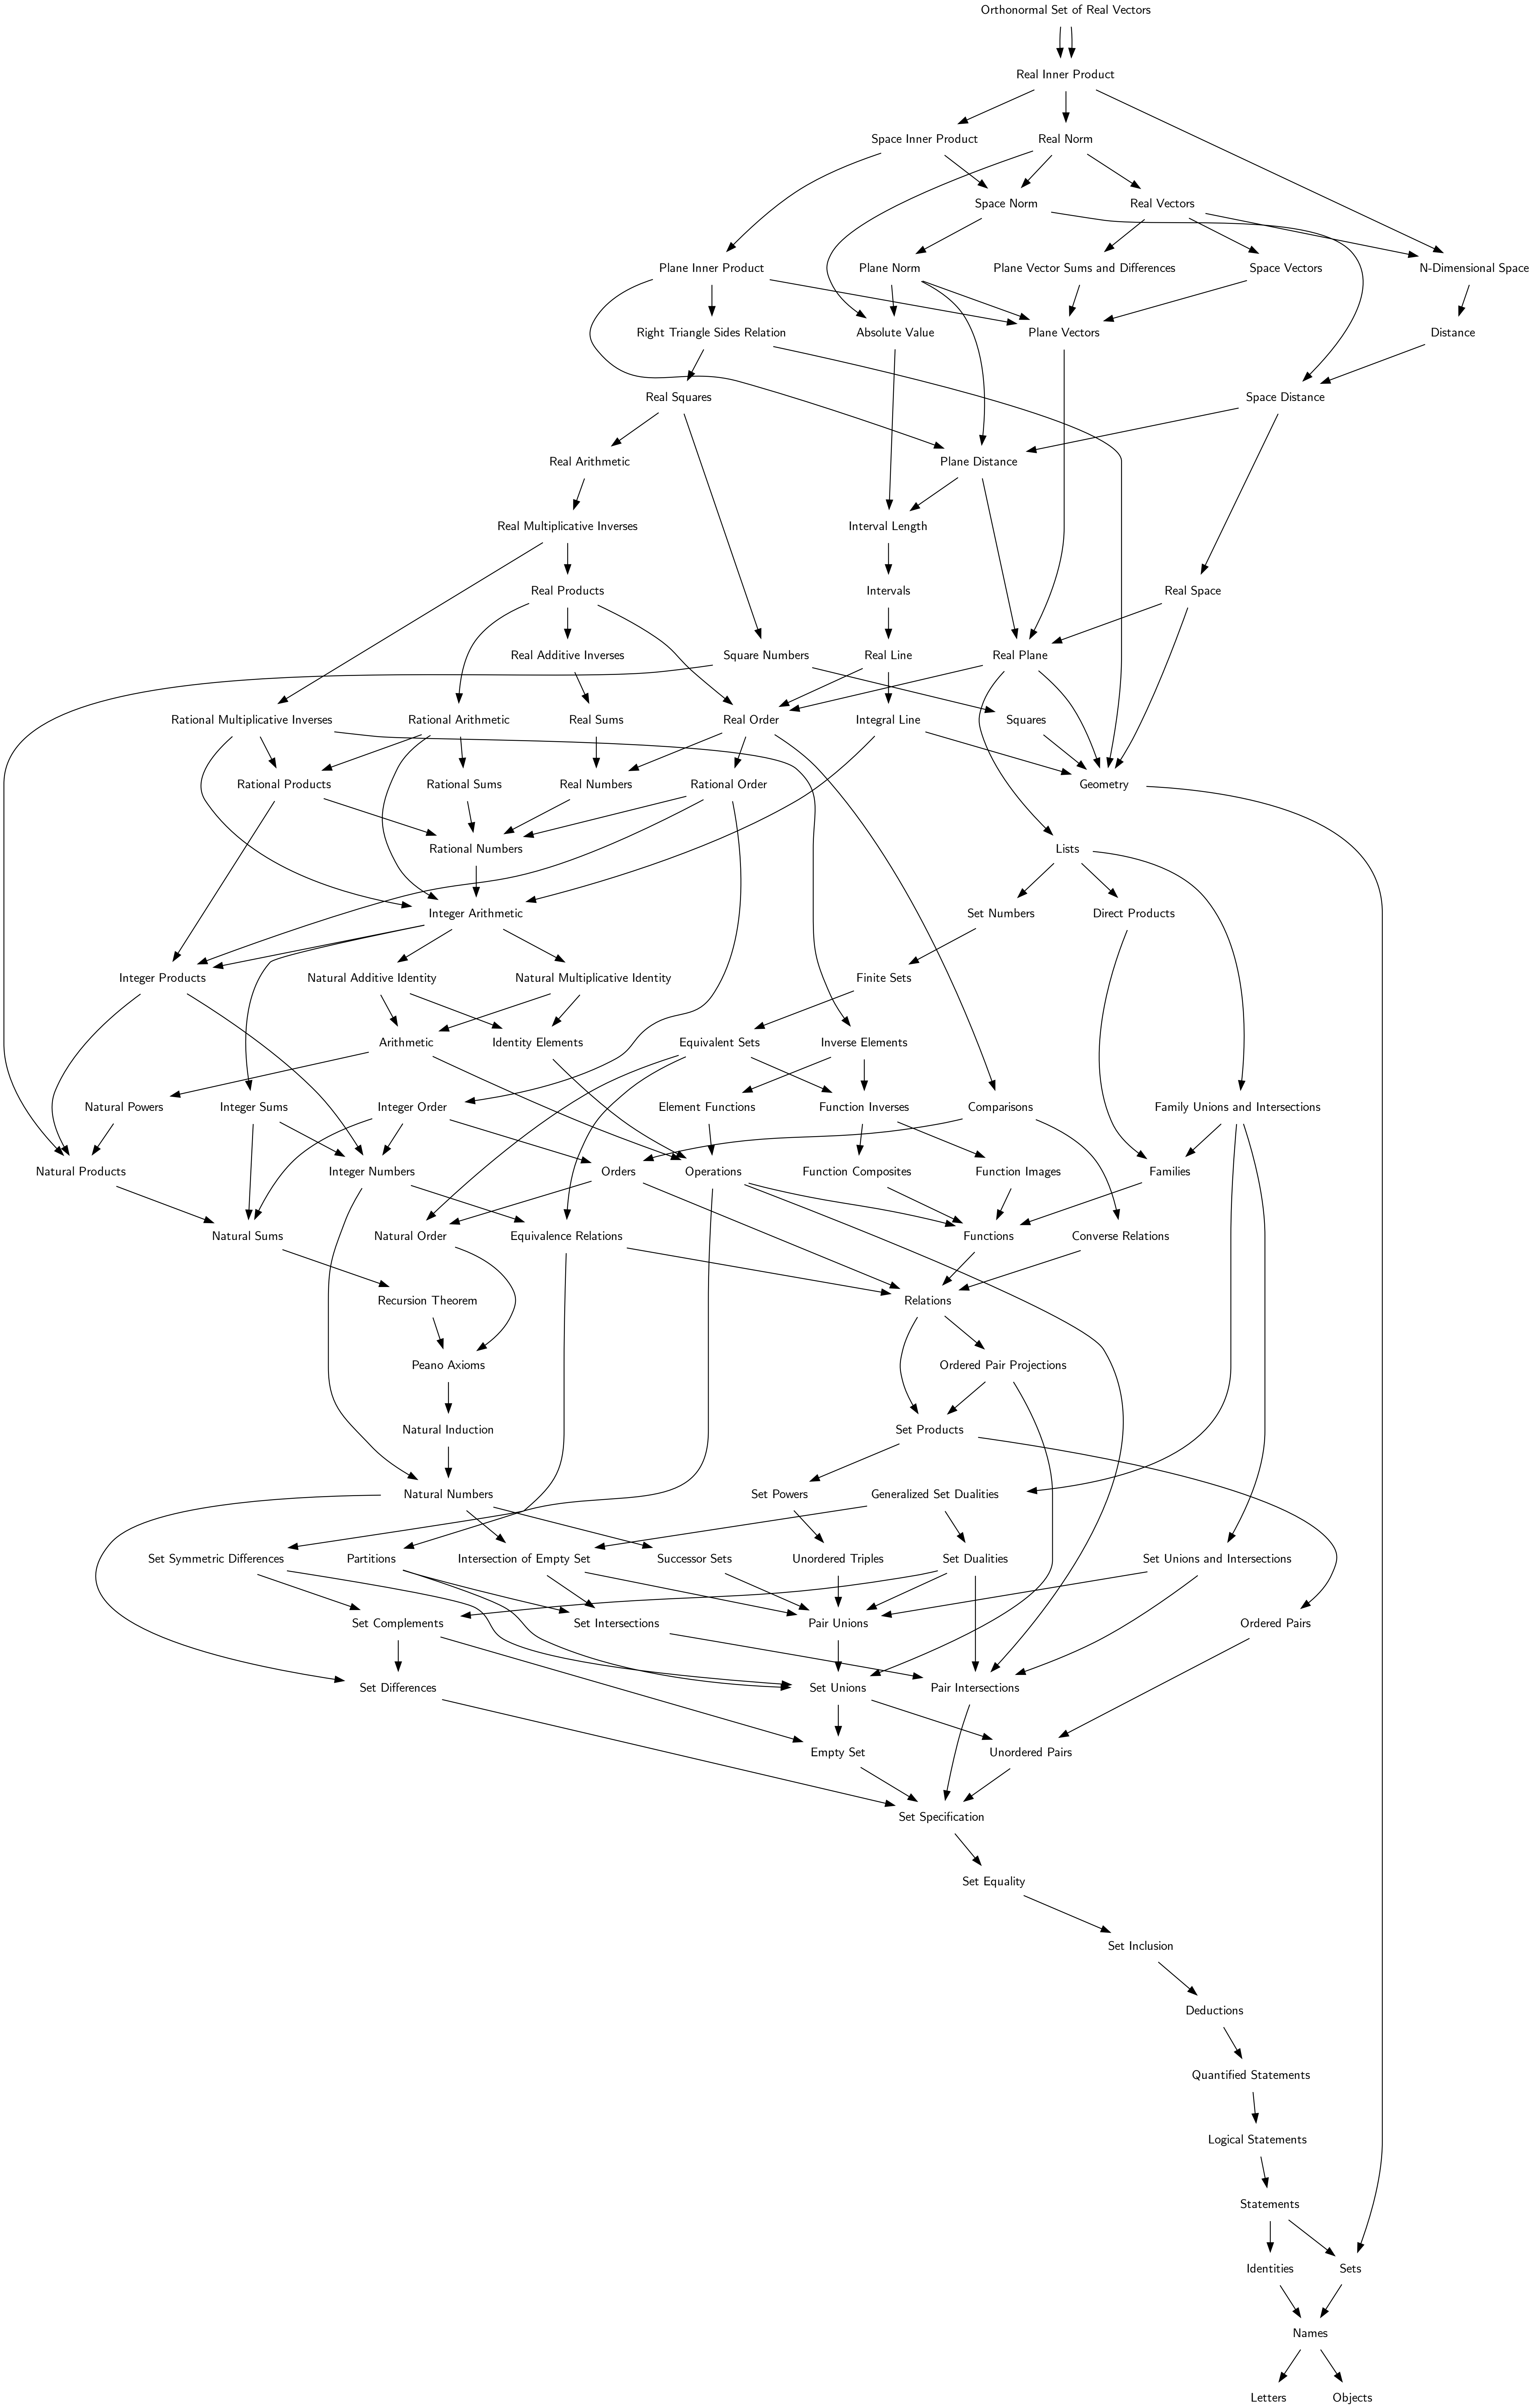 Orthonormal Set of Real Vectors
Real Inner Product
Space Inner Product
Real Norm
Space Norm
Real Vectors
Plane Inner Product
Plane Norm
Plane Vector Sums and Differences
Space Vectors
N-Dimensional Space
Right Triangle Sides Relation
Absolute Value
Plane Vectors
Distance
Real Squares
Space Distance
Real Arithmetic
Plane Distance
Real Multiplicative Inverses
Interval Length
Real Products
Intervals
Real Space
Real Additive Inverses
Square Numbers
Real Line
Real Plane
Rational Multiplicative Inverses
Rational Arithmetic
Real Sums
Real Order
Integral Line
Squares
Rational Products
Rational Sums
Real Numbers
Rational Order
Geometry
Rational Numbers
Lists
Integer Arithmetic
Set Numbers
Direct Products
Integer Products
Natural Additive Identity
Natural Multiplicative Identity
Finite Sets
Arithmetic
Identity Elements
Equivalent Sets
Inverse Elements
Natural Powers
Integer Sums
Integer Order
Element Functions
Function Inverses
Comparisons
Family Unions and Intersections
Natural Products
Integer Numbers
Orders
Operations
Function Composites
Function Images
Families
Natural Sums
Natural Order
Equivalence Relations
Functions
Converse Relations
Recursion Theorem
Relations
Peano Axioms
Ordered Pair Projections
Natural Induction
Set Products
Natural Numbers
Set Powers
Generalized Set Dualities
Set Symmetric Differences
Partitions
Intersection of Empty Set
Successor Sets
Unordered Triples
Set Dualities
Set Unions and Intersections
Set Complements
Set Intersections
Pair Unions
Ordered Pairs
Set Differences
Set Unions
Pair Intersections
Empty Set
Unordered Pairs
Set Specification
Set Equality
Set Inclusion
Deductions
Quantified Statements
Logical Statements
Statements
Identities
Sets
Names
Letters
Objects